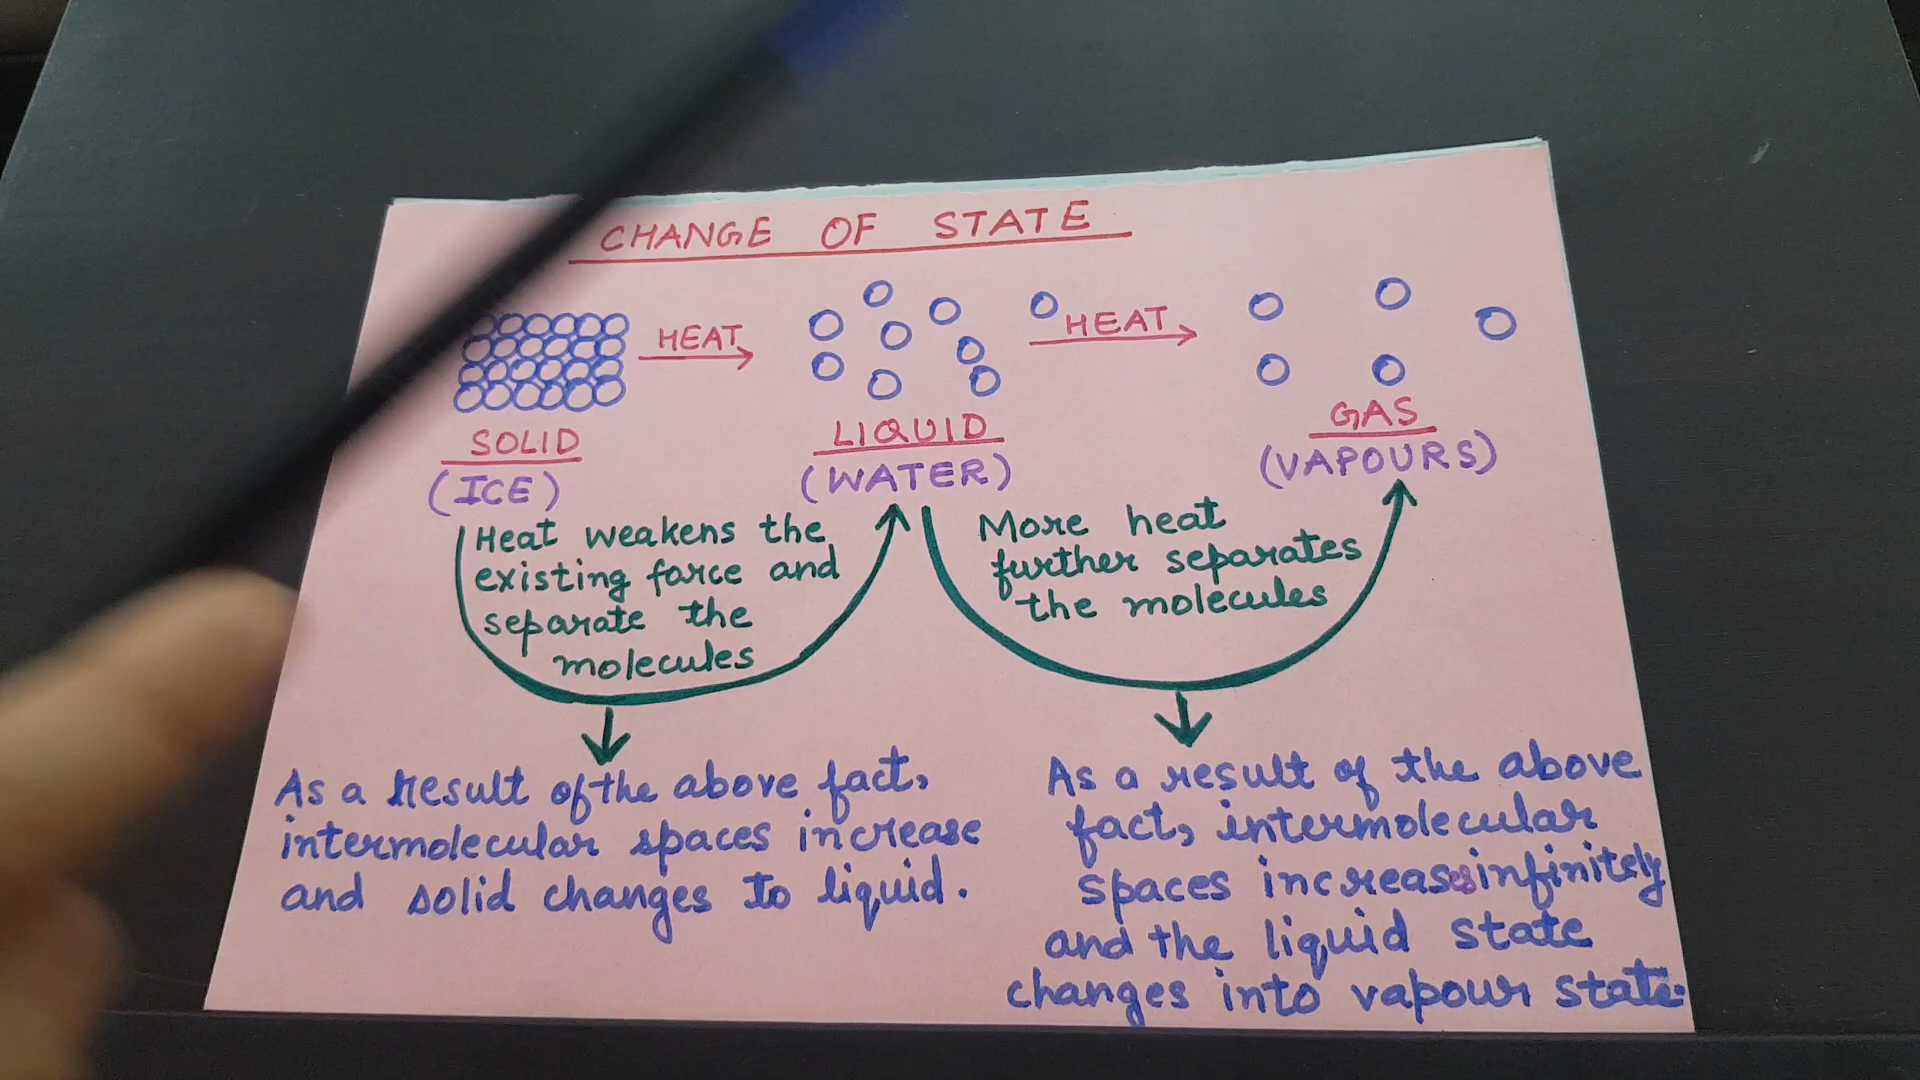 CHANGE OF STATE
HEAT
HEAT
SOLID
(ICE)
LIQUID
(WATER)
GAS
(VAPOURS)
Heat weakens the
existing force and
separate the
molecules
More heat
further separates
the molecules
As a result of the above fact,
intermolecular spaces increase
and solid changes to liquid.
As a result of the above
fact, intermolecular
spaces increases infinitely
and the liquid state
changes into vapour state.